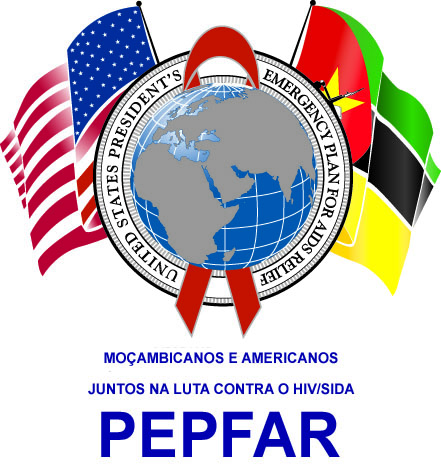 UNITED STATES PRESIDENT'S
EMERGENCY PLAN FOR AIDS RELIEF
MOÇAMBICANOS E AMERICANOS
JUNTOS NA LUTA CONTRA O HIV/SIDA
PEPFAR